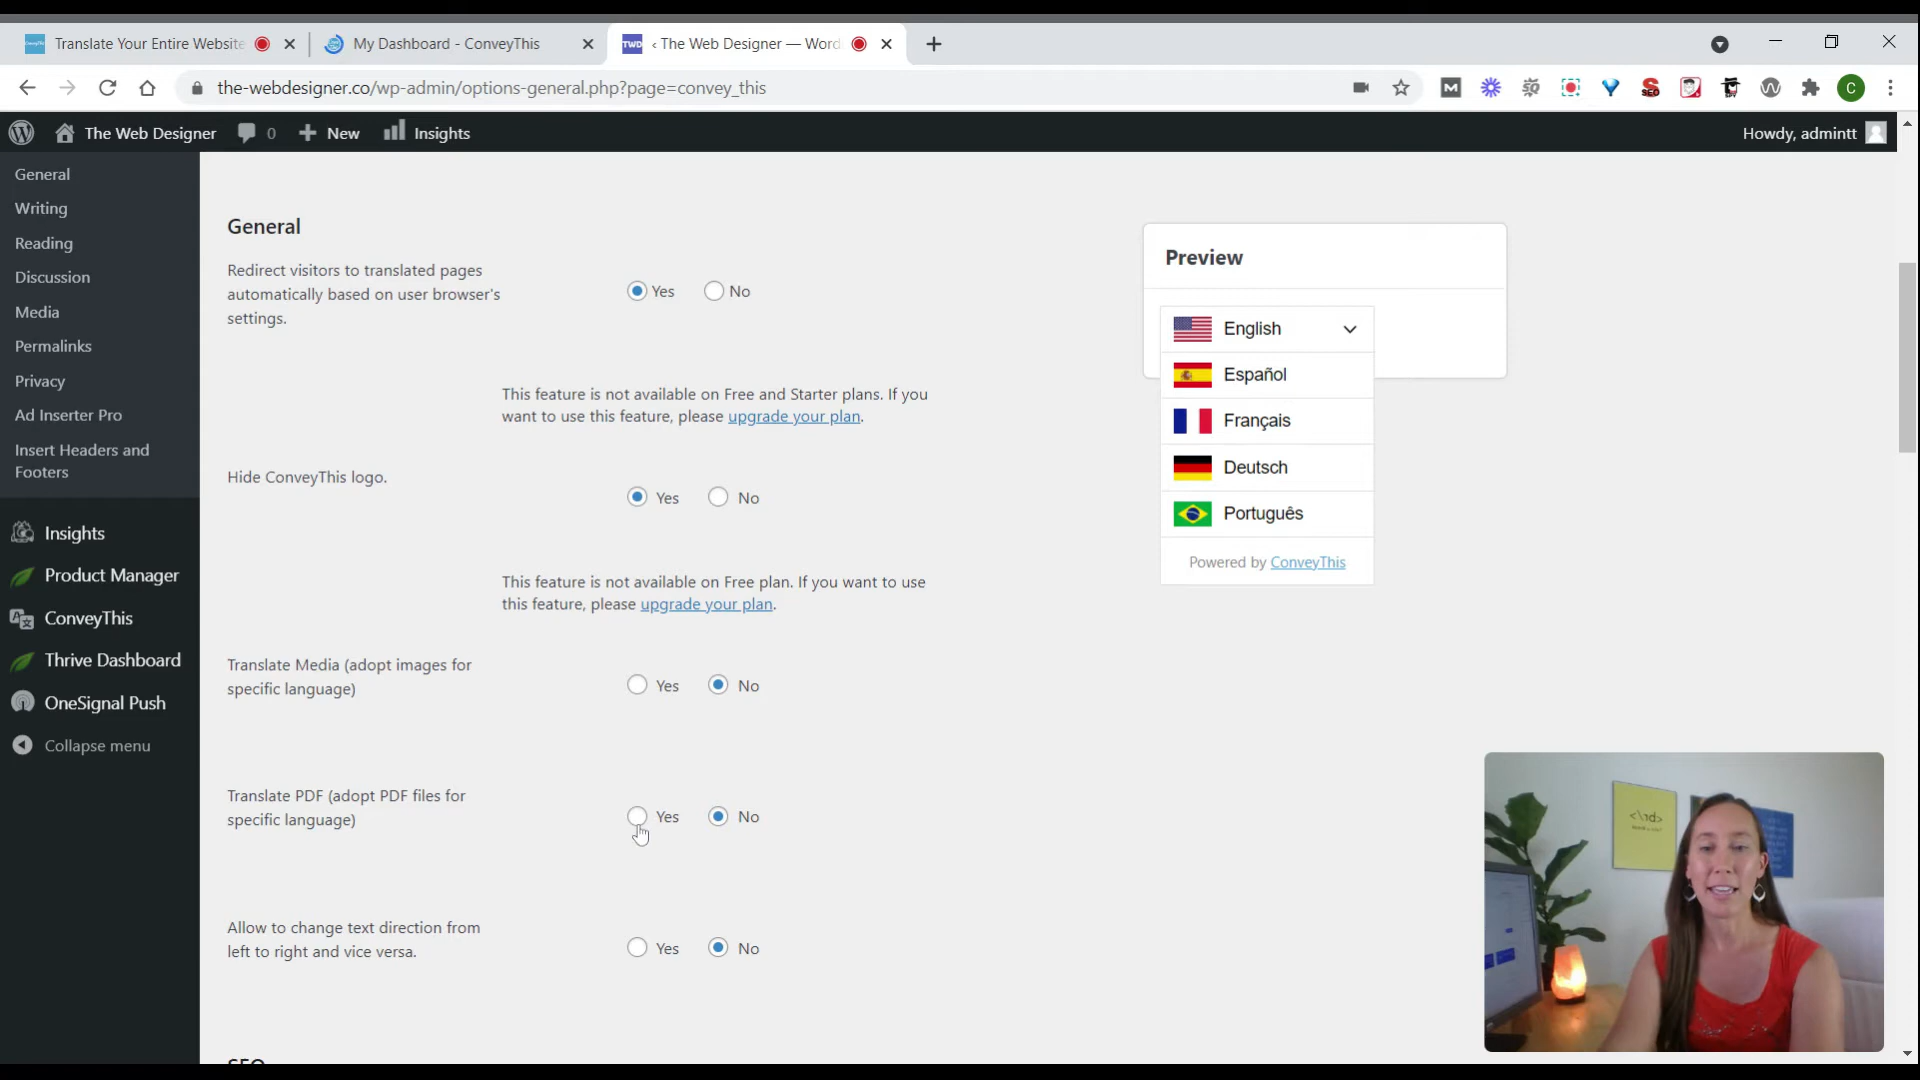 Translate Your Entire Website
My Dashboard - ConveyThis
TWD
‹ The Web Designer — Word
the-webdesigner.co/wp-admin/options-general.php?page=convey_this
M
SEO
C
The Web Designer
0
New
Insights
Howdy, admintt
General
Writing
Reading
Discussion
Media
Permalinks
Privacy
Ad Inserter Pro
Insert Headers and
Footers
Insights
Product Manager
ConveyThis
Thrive Dashboard
OneSignal Push
Collapse menu
General
Redirect visitors to translated pages
automatically based on user browser's
settings.
Yes
No
This feature is not available on Free and Starter plans. If you
want to use this feature, please upgrade your plan.
Hide ConveyThis logo.
Yes
No
This feature is not available on Free plan. If you want to use
this feature, please upgrade your plan.
Translate Media (adopt images for
specific language)
Yes
No
Translate PDF (adopt PDF files for
specific language)
Yes
No
Allow to change text direction from
left to right and vice versa.
Yes
No
SEO
Preview
English
Español
Français
Deutsch
Português
Powered by ConveyThis